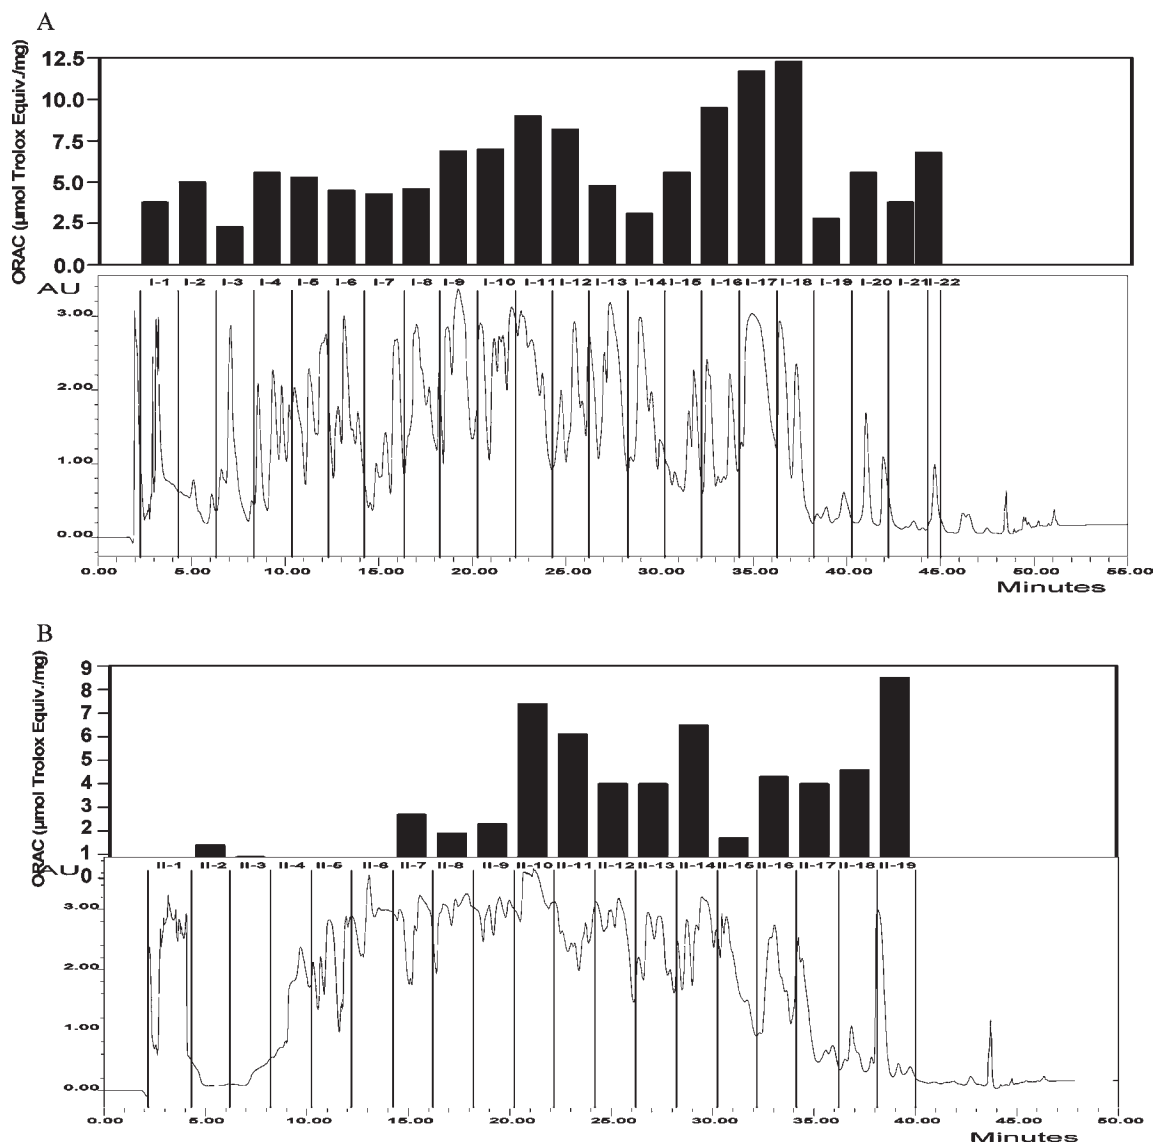 A
ORAC (µmol Trolox Equiv./mg)
12.5
10.0
7.5
5.0
2.5
0.0
I-1 I-2 I-3 I-4 I-5 I-6 I-7 I-8 I-9 I-10 I-11 I-12 I-13 I-14 I-15 I-16 I-17 I-18 I-19 I-20 I-21 I-22
AU
3.00
2.00
1.00
0.00
0.00 5.00 10.00 15.00 20.00 25.00 30.00 35.00 40.00 45.00 50.00 55.00
Minutes
B
ORAC (µmol Trolox Equiv./mg)
9
8
7
6
5
4
3
2
1
II-1 II-2 II-3 II-4 II-5 II-6 II-7 II-8 II-9 II-10 II-11 II-12 II-13 II-14 II-15 II-16 II-17 II-18 II-19
AU
0
3.00
2.00
1.00
0.00
0.00 5.00 10.00 15.00 20.00 25.00 30.00 35.00 40.00 45.00 50.00
Minutes